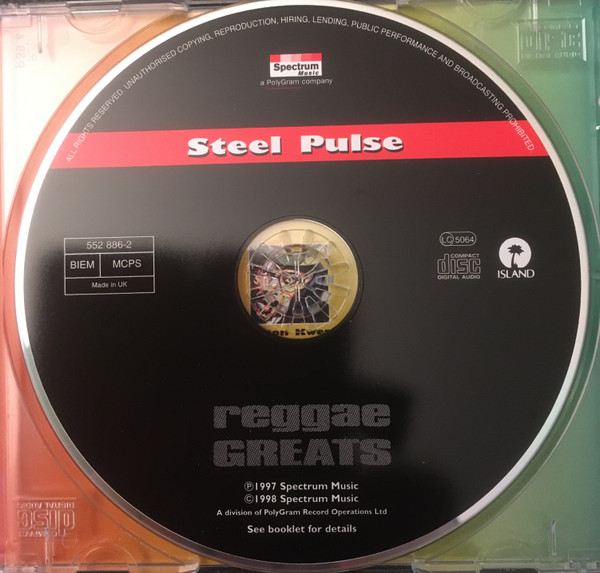 ALL RIGHTS RESERVED. UNAUTHORISED COPYING, REPRODUCTION, HIRING, LENDING, PUBLIC PERFORMANCE AND BROADCASTING PROHIBITED
Spectrum
Music
a PolyGram company
Steel Pulse
552 886-2
BIEM MCPS
Made in UK
LC 5064
COMPACT
disc
DIGITAL AUDIO
ISLAND
reggae
GREATS
℗1997 Spectrum Music
©1998 Spectrum Music
A division of PolyGram Record Operations Ltd
See booklet for details